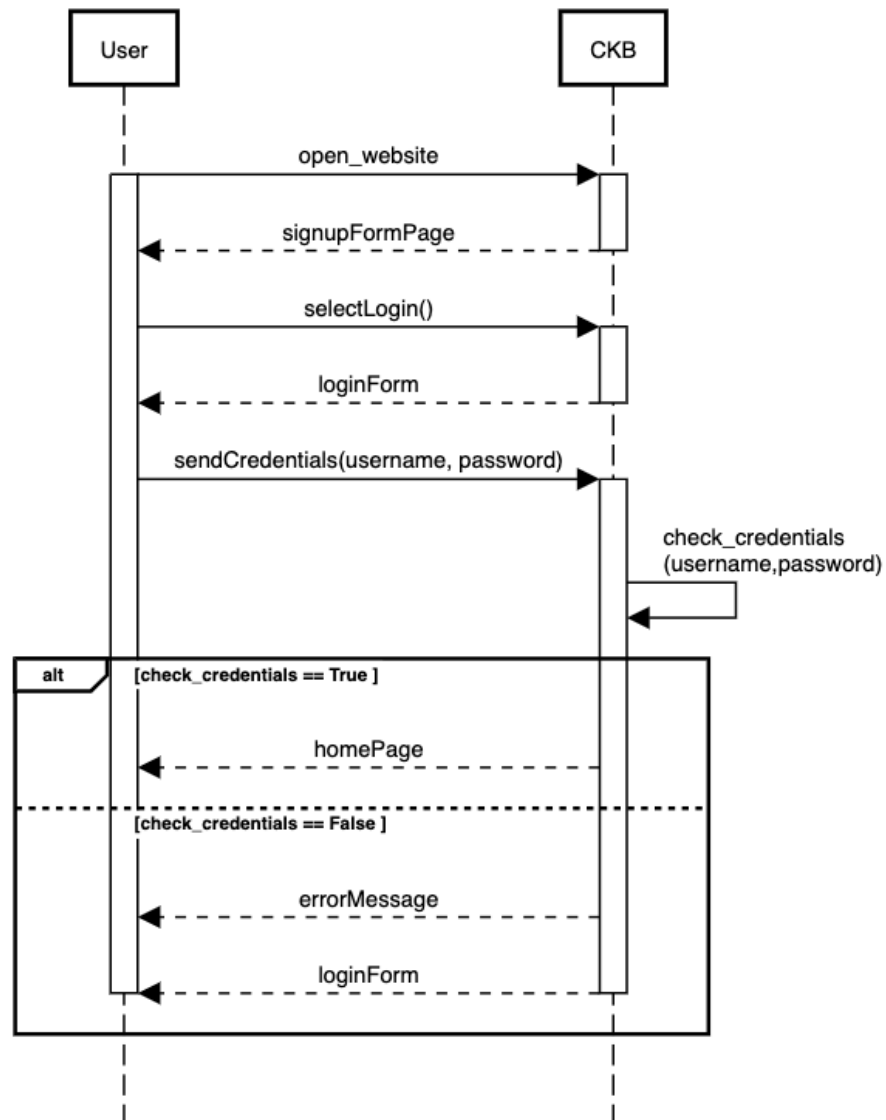 User
CKB
open_website
signupFormPage
selectLogin()
loginForm
sendCredentials(username, password)
check_credentials
(username,password)
alt
[check_credentials == True ]
homePage
[check_credentials == False ]
errorMessage
loginForm